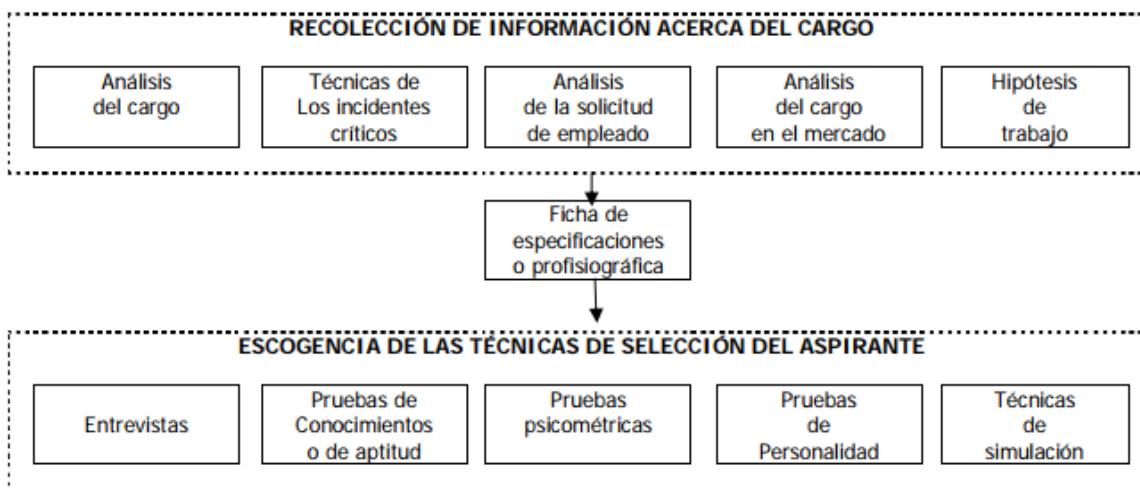 RECOLECCIÓN DE INFORMACIÓN ACERCA DEL CARGO
Análisis
del cargo
Técnicas de
Los incidentes
críticos
Análisis
de la solicitud
de empleado
Análisis
del cargo
en el mercado
Hipótesis
de
trabajo
Ficha de
especificaciones
o profisiográfica
ESCOGENCIA DE LAS TÉCNICAS DE SELECCIÓN DEL ASPIRANTE
Entrevistas
Pruebas de
Conocimientos
o de aptitud
Pruebas
psicométricas
Pruebas
de
Personalidad
Técnicas
de
simulación